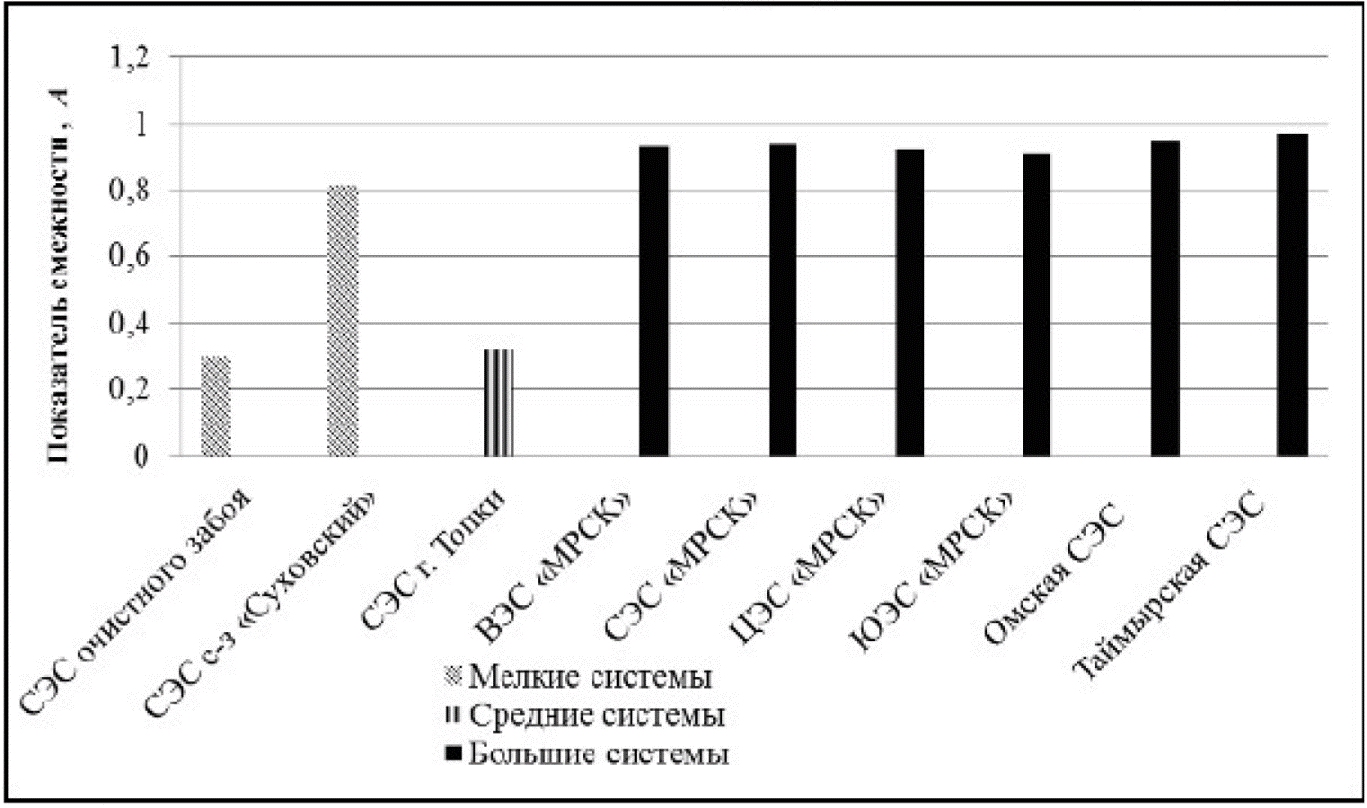 Показатель смежности, А
1,2
1
0,8
0,6
0,4
0,2
0
СЭС очистного забоя
СЭС с-з «Суховский»
СЭС г. Топки
ВЭС «МРСК»
СЭС «МРСК»
ЦЭС «МРСК»
ЮЭС «МРСК»
Омская СЭС
Таймырская СЭС
Мелкие системы
Средние системы
Большие системы